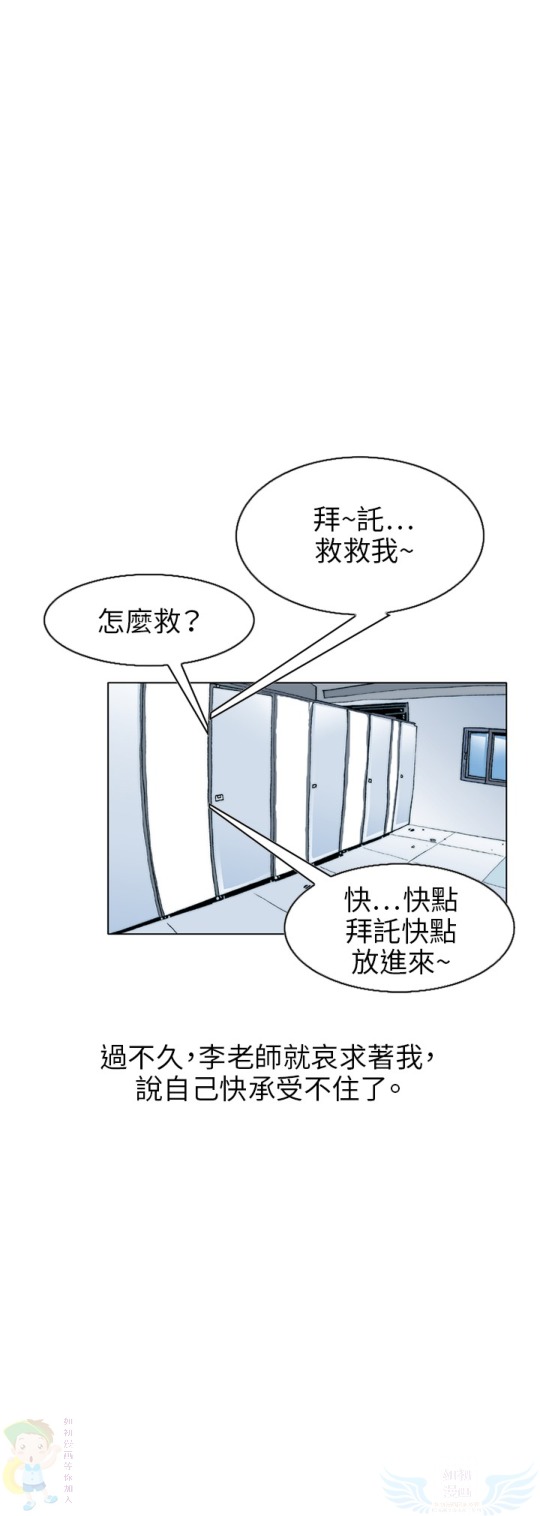 拜~託...
救救我~
怎麼救？
快...快點
拜託快點
放進來~
過不久，李老師就哀求著我，
說自己快承受不住了。